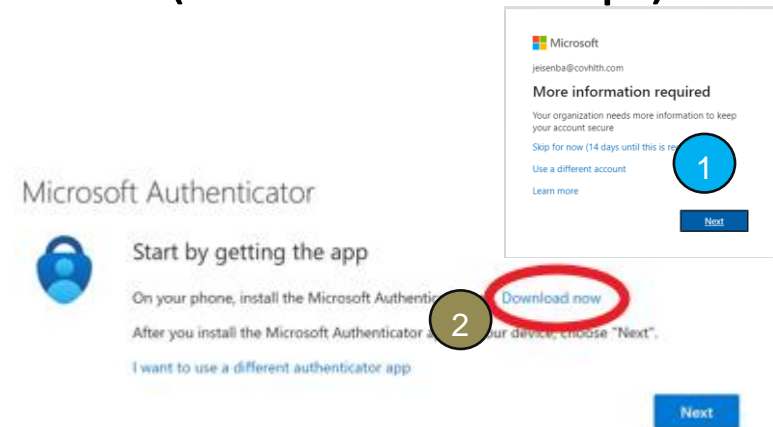 Microsoft
jeisenba@covhlth.com
More information required
Your organization needs more information to keep
your account secure
Skip for now (14 days until this is
1
Use a different account
Learn more
Next
Microsoft Authenticator
Start by getting the app
On your phone, install the Microsoft Download now
2
After you install the Microsoft Authenticator device, choose "Next".
I want to use a different authenticator app
Next